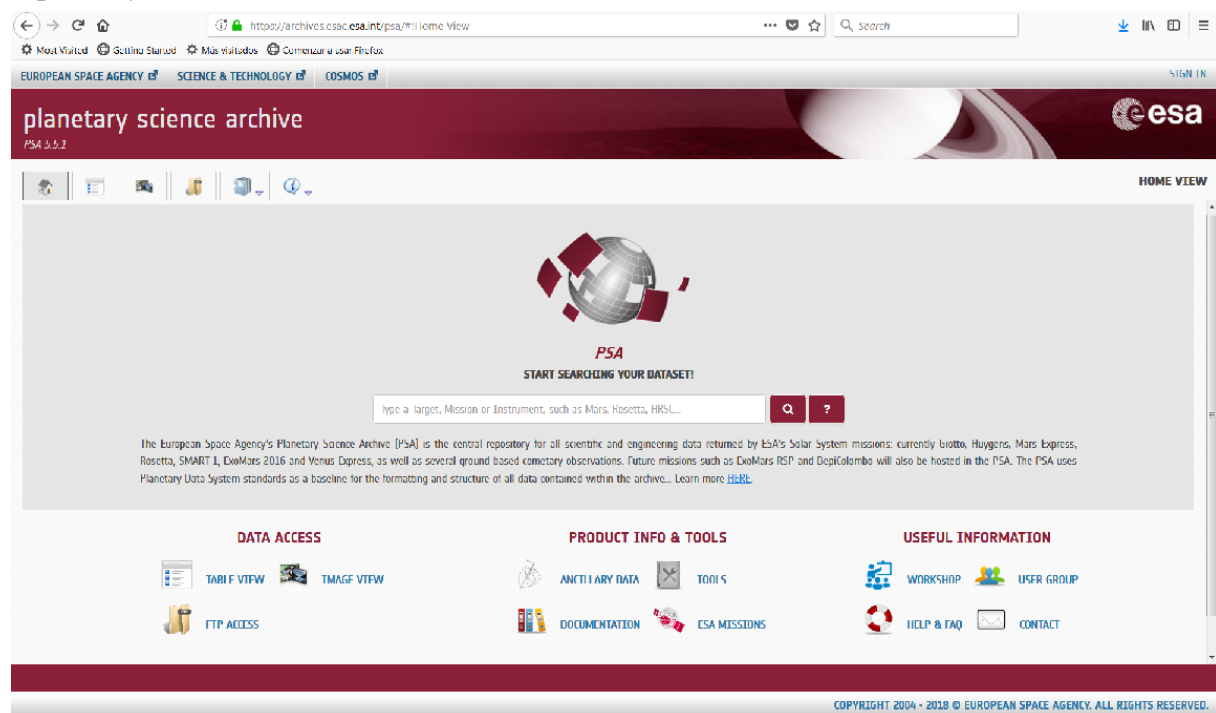 https://archives.esac.esa.int/psa/#!Home View
Search
Most Visited Getting Started Más visitados Comenzar a usar Firefox
EUROPEAN SPACE AGENCY SCIENCE & TECHNOLOGY COSMOS SIGN IN
planetary science archive
PSA 5.5.1
esa
HOME VIEW
PSA
START SEARCHING YOUR DATASET!
Type a Target, Mission or Instrument, such as Mars, Rosetta, HRSC...
?
The European Space Agency's Planetary Science Archive (PSA) is the central repository for all scientific and engineering data returned by ESA's Solar System missions: currently Giotto, Huygens, Mars Express,
Rosetta, SMART 1, ExoMars 2016 and Venus Express, as well as several ground based cometary observations. Future missions such as ExoMars RSP and BepiColombo will also be hosted in the PSA. The PSA uses
Planetary Data System standards as a baseline for the formatting and structure of all data contained within the archive... Learn more HERE.
DATA ACCESS PRODUCT INFO & TOOLS USEFUL INFORMATION
TABLE VIEW IMAGE VIEW ANCILLARY DATA TOOLS WORKSHOP USER GROUP
FTP ACCESS DOCUMENTATION ESA MISSIONS HELP & FAQ CONTACT
COPYRIGHT 2004 - 2018 © EUROPEAN SPACE AGENCY. ALL RIGHTS RESERVED.